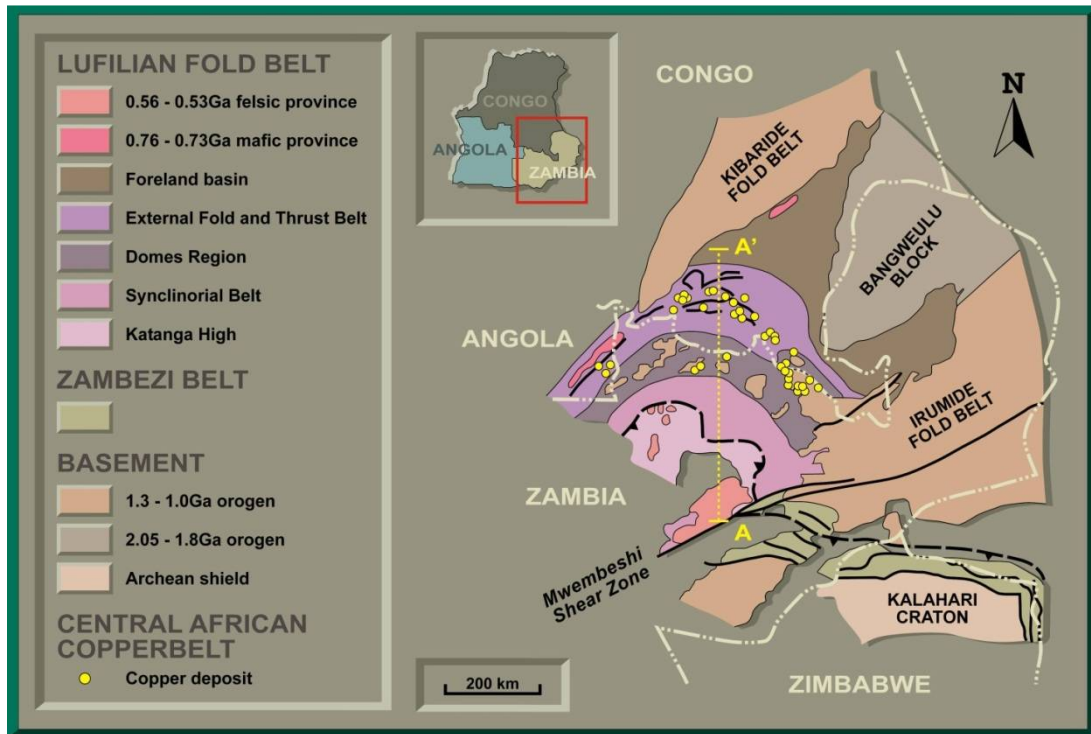 LUFILIAN FOLD BELT
0.56 - 0.53Ga felsic province
0.76 - 0.73Ga mafic province
Foreland basin
External Fold and Thrust Belt
Domes Region
Synclinorial Belt
Katanga High
ZAMBEZI BELT
BASEMENT
1.3 - 1.0Ga orogen
2.05 - 1.8Ga orogen
Archean shield
CENTRAL AFRICAN
COPPERBELT
Copper deposit
CONGO
ANGOLA
ZAMBIA
CONGO
N
KIBARIDE
FOLD BELT
BANGWEULU
BLOCK
A'
ANGOLA
IRUMIDE
FOLD BELT
ZAMBIA
A
Mwembeshi
Shear Zone
KALAHARI
CRATON
200 km
ZIMBABWE